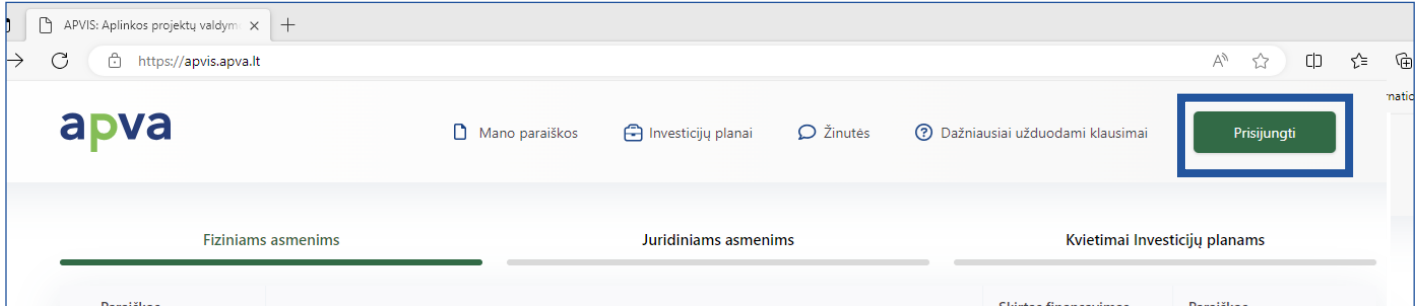 APVIS: Aplinkos projektų valdym
https://apvis.apva.lt
apva
Mano paraiškos Investicijų planai Žinutės Dažniausiai užduodami klausimai Prisijungti
Fiziniams asmenims Juridiniams asmenims Kvietimai Investicijų planams